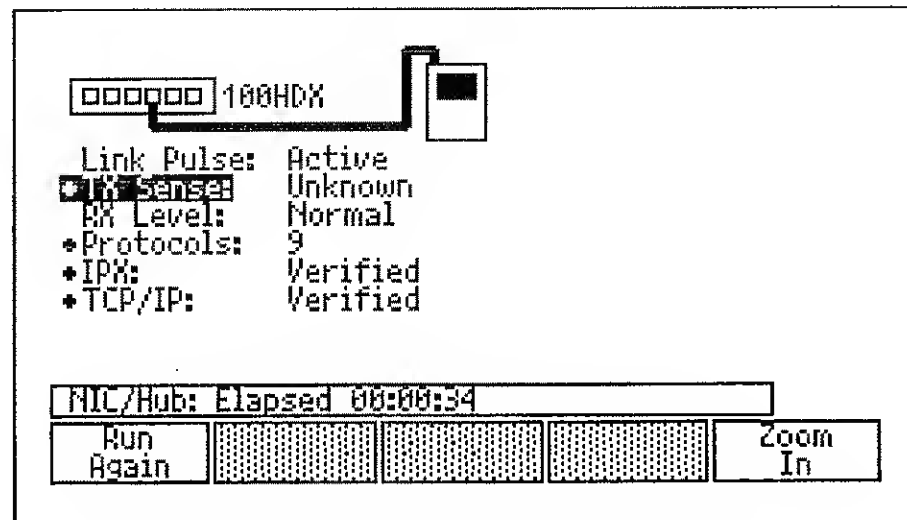 100HDX
Link Pulse: Active
TX Sense: Unknown
RX Level: Normal
Protocols: 9
IPX: Verified
TCP/IP: Verified
NIC/Hub: Elapsed 00:00:34
Run Again
Zoom In